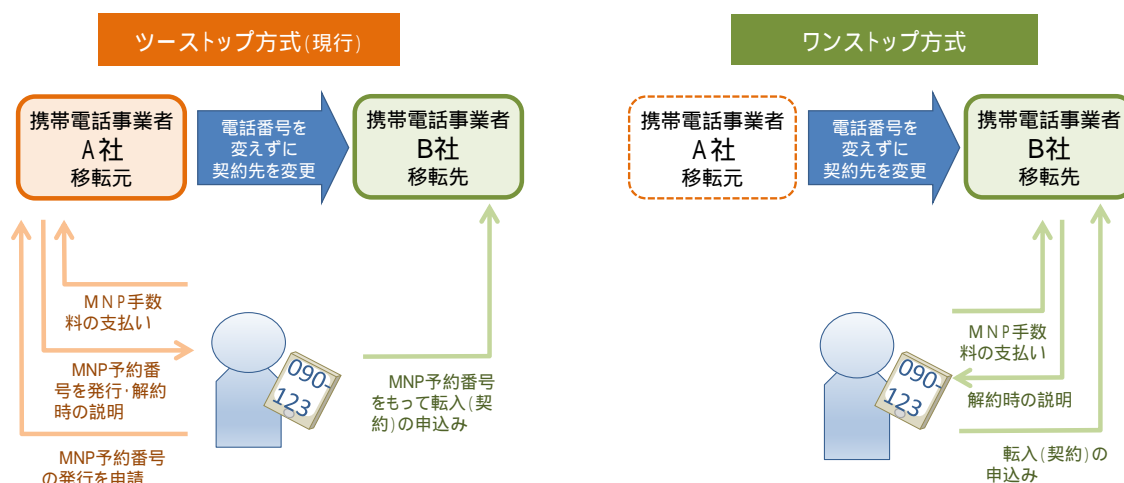 ツーストップ方式(現行)
携帯電話事業者
A社
移転元
電話番号を
変えずに
契約先を変更
携帯電話事業者
B社
移転先
MNP手数
料の支払い
MNP予約番
号を発行・解約
時の説明
MNP予約番号
の発行を申請
090-
123
MNP予約番号
をもって転入(契
約)の申込み
ワンストップ方式
携帯電話事業者
A社
移転元
電話番号を
変えずに
契約先を変更
携帯電話事業者
B社
移転先
090-
123
MNP手数
料の支払い
解約時の説明
転入(契約)の
申込み